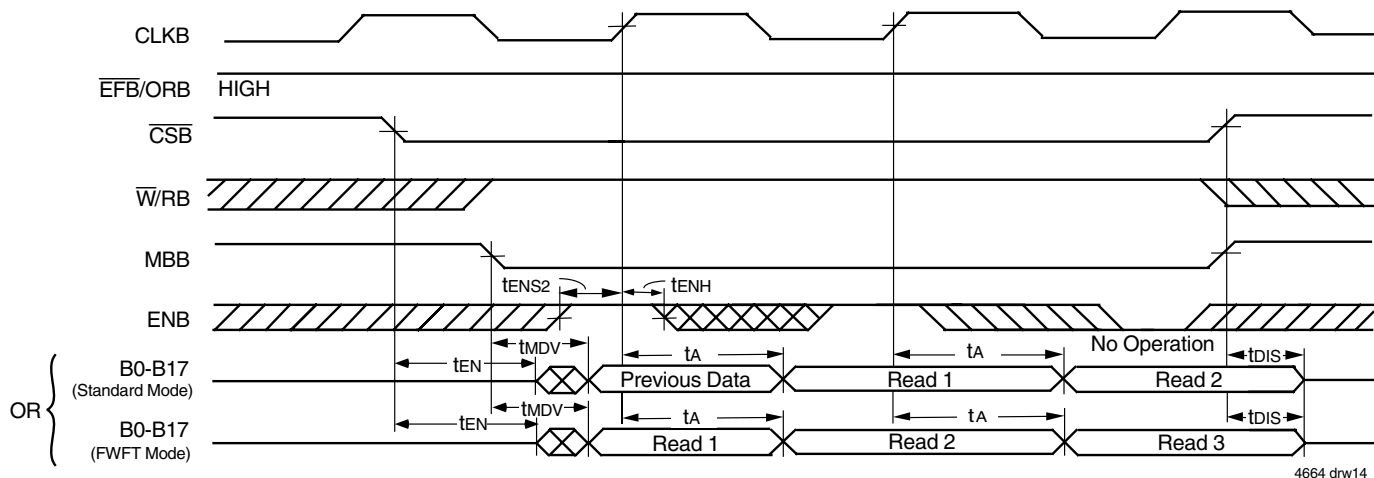 CLKB
EFB/ORB HIGH
CSB
W/RB
MBB
tENS2 tENH
ENB
No Operation
tMDV
tEN tA tA tDIS
B0-B17
(Standard Mode)
Previous Data Read 1 Read 2
OR
tMDV
tEN tA tA tDIS
B0-B17
(FWFT Mode)
Read 1 Read 2 Read 3
4664 drw14